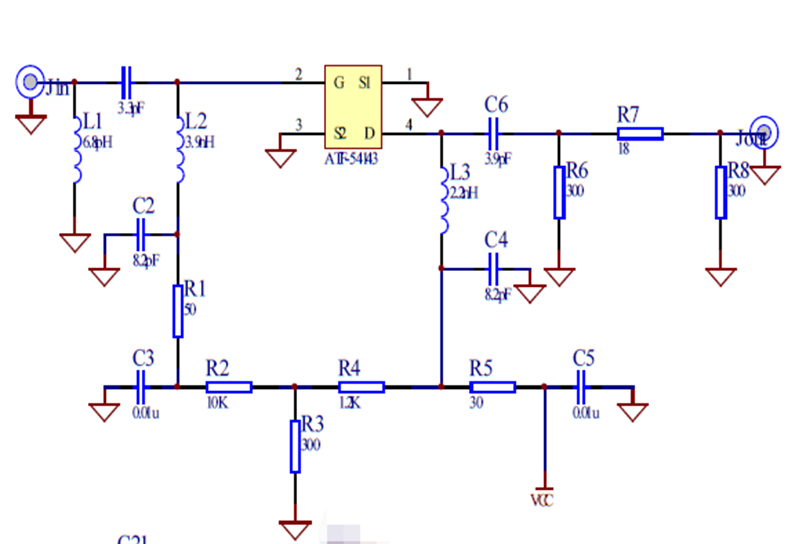 2
G
S1
1
Jin
3.3pF
L1
6.8pH
L2
3.9nH
3
S2
D
4
ATF-54143
C6
3.9pF
R7
18
Jout
L3
2.2nH
R6
300
R8
300
C2
8.2pF
C4
8.2pF
R1
50
C3
0.01u
R2
10K
R4
1.2K
R5
30
C5
0.01u
R3
300
VCC
C21